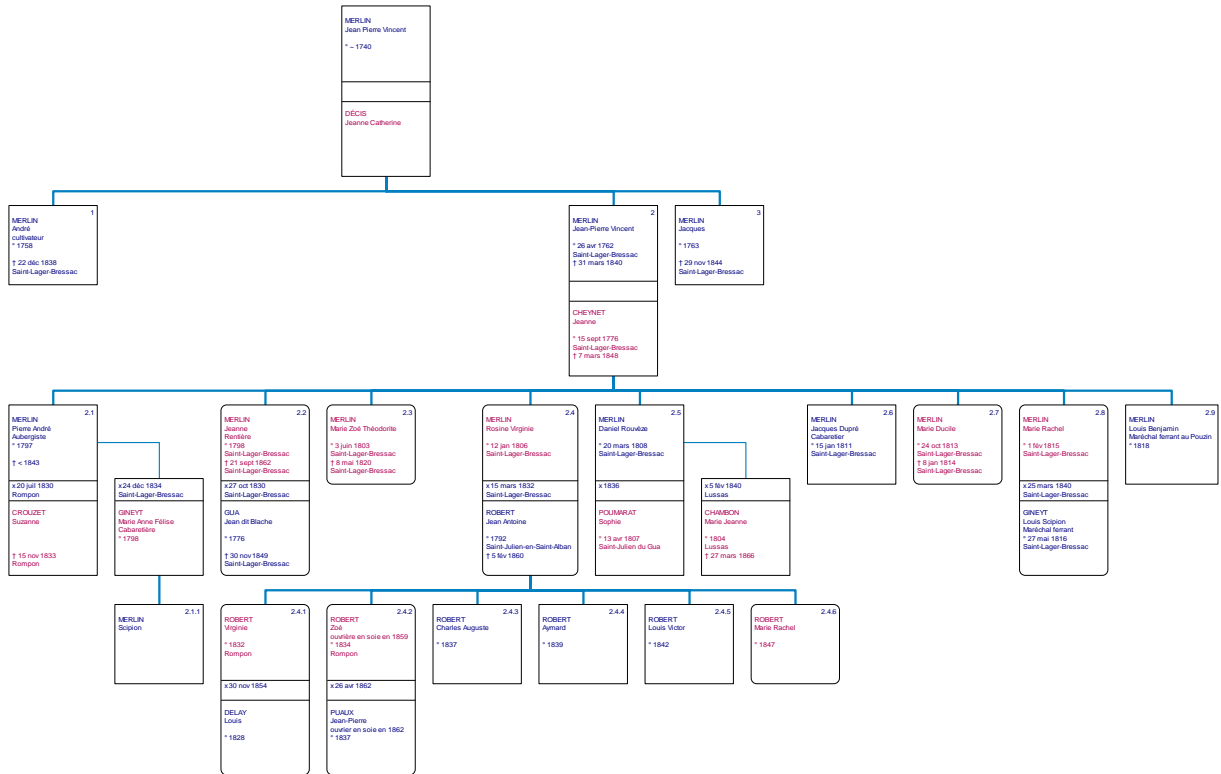 MERLIN
Jean Pierre Vincent
° ~ 1740
DÉCIS
Jeanne Catherine
1
MERLIN
André
cultivateur
° 1758
† 22 déc 1838
Saint-Lager-Bressac
2
MERLIN
Jean-Pierre Vincent
° 26 avr 1762
Saint-Lager-Bressac
† 31 mars 1840
CHEYNET
Jeanne
° 15 sept 1776
Saint-Lager-Bressac
† 7 mars 1848
3
MERLIN
Jacques
° 1763
† 29 nov 1844
Saint-Lager-Bressac
2.1
MERLIN
Pierre André
Aubergiste
° 1797
† < 1843
x 20 juil 1830
Rompon
CROUZET
Suzanne
† 15 nov 1833
Rompon
x 24 déc 1834
Saint-Lager-Bressac
GINEYT
Marie Anne Félise
Cabaretière
° 1798
2.2
MERLIN
Jeanne
Rentière
° 1798
Saint-Lager-Bressac
† 21 sept 1862
Saint-Lager-Bressac
x 27 oct 1830
Saint-Lager-Bressac
GUA
Jean dit Blache
° 1776
† 30 nov 1849
Saint-Lager-Bressac
2.3
MERLIN
Marie Zoé Théodorite
° 3 juin 1803
Saint-Lager-Bressac
† 8 mai 1820
Saint-Lager-Bressac
2.4
MERLIN
Rosine Virginie
° 12 jan 1806
Saint-Lager-Bressac
x 15 mars 1832
Saint-Lager-Bressac
ROBERT
Jean Antoine
° 1792
Saint-Julien-en-Saint-Alban
† 5 fév 1860
2.5
MERLIN
Daniel Rouvèze
° 20 mars 1808
Saint-Lager-Bressac
x 1836
POUMARAT
Sophie
° 13 avr 1807
Saint-Julien du Gua
x 5 fév 1840
Lussas
CHAMBON
Marie Jeanne
° 1804
Lussas
† 27 mars 1866
2.6
MERLIN
Jacques Dupré
Cabaretier
° 15 jan 1811
Saint-Lager-Bressac
2.7
MERLIN
Marie Ducile
° 24 oct 1813
Saint-Lager-Bressac
† 8 jan 1814
Saint-Lager-Bressac
2.8
MERLIN
Marie Rachel
° 1 fév 1815
Saint-Lager-Bressac
x 25 mars 1840
Saint-Lager-Bressac
GINEYT
Louis Scipion
Maréchal ferrant
° 27 mai 1816
Saint-Lager-Bressac
2.9
MERLIN
Louis Benjamin
Maréchal ferrant au Pouzin
° 1818
2.1.1
MERLIN
Scipion
2.4.1
ROBERT
Virginie
° 1832
Rompon
x 30 nov 1854
DELAY
Louis
° 1828
2.4.2
ROBERT
Zoé
ouvrière en soie en 1859
° 1834
Rompon
x 26 avr 1862
PUAUX
Jean-Pierre
ouvrier en soie en 1862
° 1837
2.4.3
ROBERT
Charles Auguste
° 1837
2.4.4
ROBERT
Aymard
° 1839
2.4.5
ROBERT
Louis Victor
° 1842
2.4.6
ROBERT
Marie Rachel
° 1847